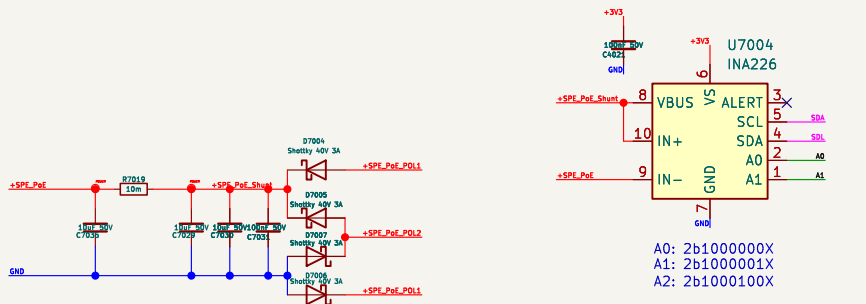 +3V3
100nF 50V
C4021
GND
+3V3
U7004
INA226
6
VS
+SPE_PoE_Shunt
8
VBUS
ALERT
3
SCL
5
SDA
10
IN+
SDA
4
SDL
A0
2
A0
+SPE_PoE
9
IN-
A1
1
A1
GND
7
GND
A0: 2b1000000X
A1: 2b1000001X
A2: 2b1000100X
D7004
Shottky 40V 3A
+SPE_PoE_POL1
R7019
10m
+SPE_PoE
+SPE_PoE_Shunt
D7005
Shottky 40V 3A
10uF 50V
10uF 50V
C7029
10uF 50V
C7030
100nF 50V
C7031
+SPE_PoE_POL2
D7007
Shottky 40V 3A
GND
D7006
Shottky 40V 3A
+SPE_PoE_POL1